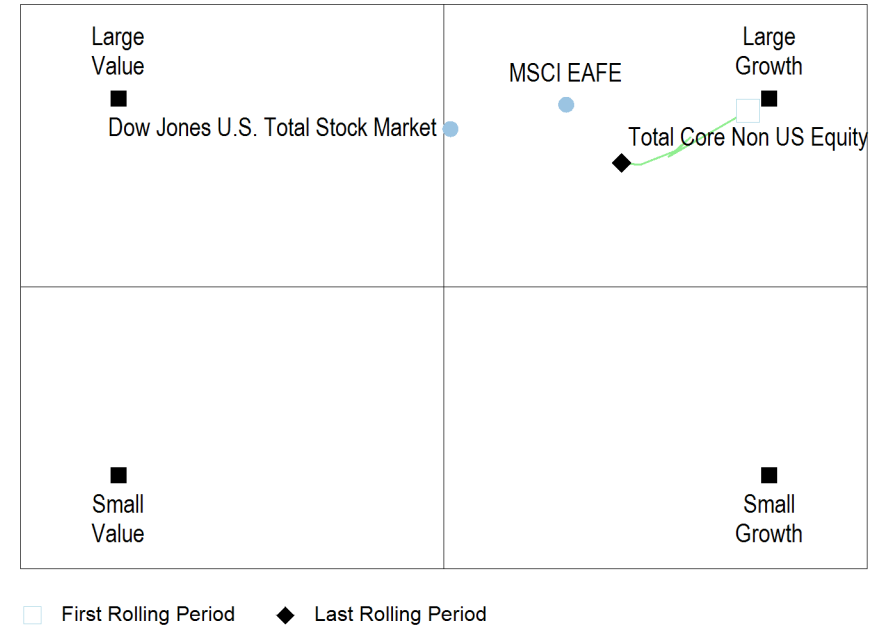 Large
Value
Large
Growth
MSCI EAFE
Dow Jones U.S. Total Stock Market
Total Core Non US Equity
Small
Value
Small
Growth
First Rolling Period
Last Rolling Period